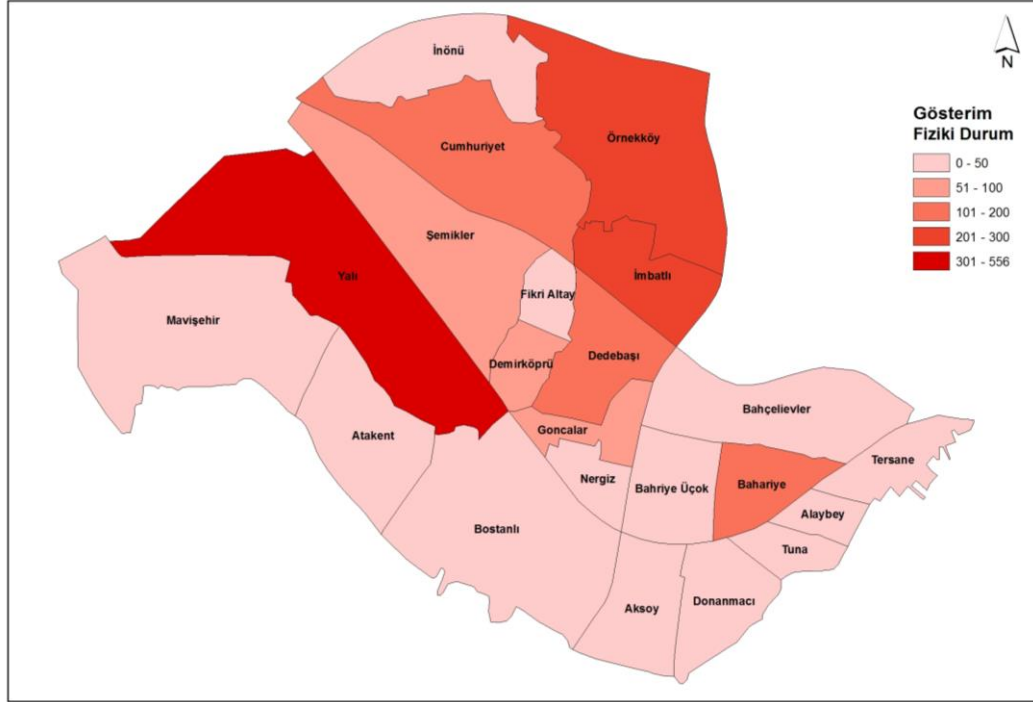 N
İnönü
Gösterim
Fiziki Durum
0 - 50
51 - 100
101 - 200
201 - 300
301 - 556
Örnekköy
Cumhuriyet
Şemikler
Yalı
İmbatlı
Fikri Altay
Mavişehir
Dedebaşı
Demirköprü
Bahçelievler
Goncalar
Atakent
Tersane
Nergiz
Bahriye Üçok
Bahariye
Alaybey
Bostanlı
Tuna
Donanmacı
Aksoy